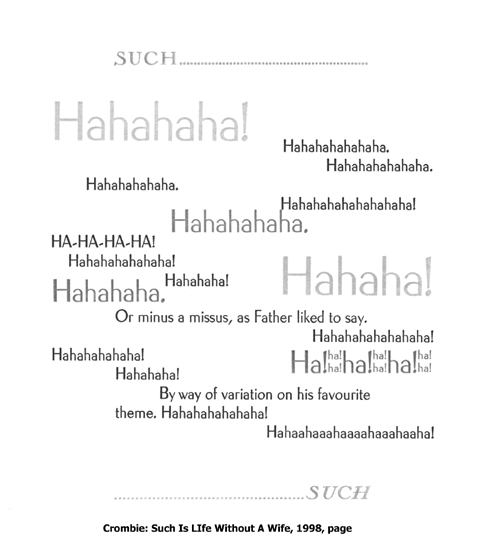 SUCH
Hahahaha!
Hahahahahahaha.
Hahahahahahaha.
Hahahahahaha.
Hahahahahahahahaha!
Hahahahaha.
HA-HA-HA-HA!
Hahahahahahaha!
Hahahaha!
Hahaha!
Hahahaha.
Or minus a missus, as Father liked to say.
Hahahahahahahaha!
Hahahahahaha!
Ha!ha!ha!ha!ha!ha!ha!ha!ha!
Hahahaha!
By way of variation on his favourite
theme. Hahahahahahaha!
Hahaahaaahaaaahaaahaaha!
SUCH
Crombie: Such Is LIfe Without A Wife, 1998, page